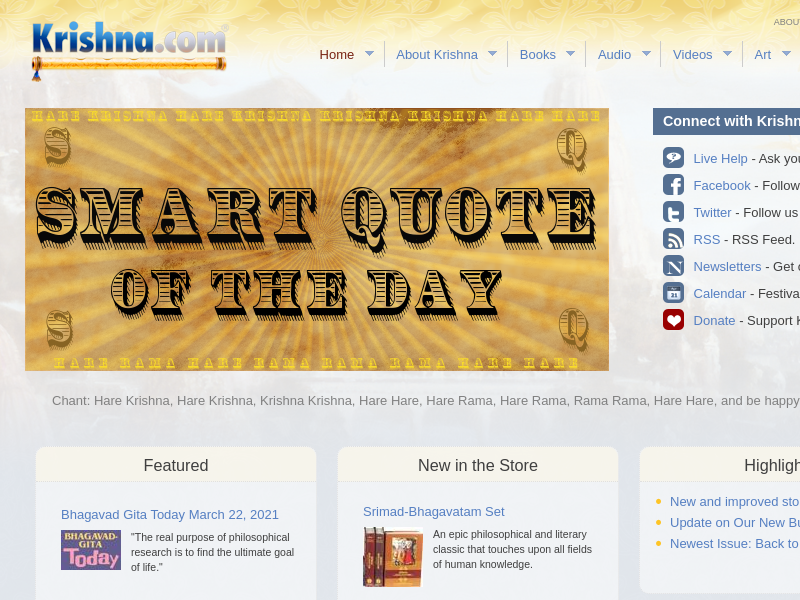 ABOU
Krishna.com
Home
About Krishna
Books
Audio
Videos
Art
HARE KRISHNA HARE KRISHNA KRISHNA KRISHNA HARE HARE
S Q
SMART QUOTE
OF THE DAY
S Q
HARE RAMA HARE RAMA RAMA RAMA HARE HARE
Connect with Krishn
Live Help - Ask you
Facebook - Follow
Twitter - Follow us
RSS - RSS Feed.
Newsletters - Get
Calendar - Festiva
31
Donate - Support
Chant: Hare Krishna, Hare Krishna, Krishna Krishna, Hare Hare, Hare Rama, Hare Rama, Rama Rama, Hare Hare, and be happy
Featured
Bhagavad Gita Today March 22, 2021
BHAGAVAD-
GITA
Today
"The real purpose of philosophical
research is to find the ultimate goal
of life."
New in the Store
Srimad-Bhagavatam Set
An epic philosophical and literary
classic that touches upon all fields
of human knowledge.
Highligh
New and improved sto
Update on Our New Bu
Newest Issue: Back to